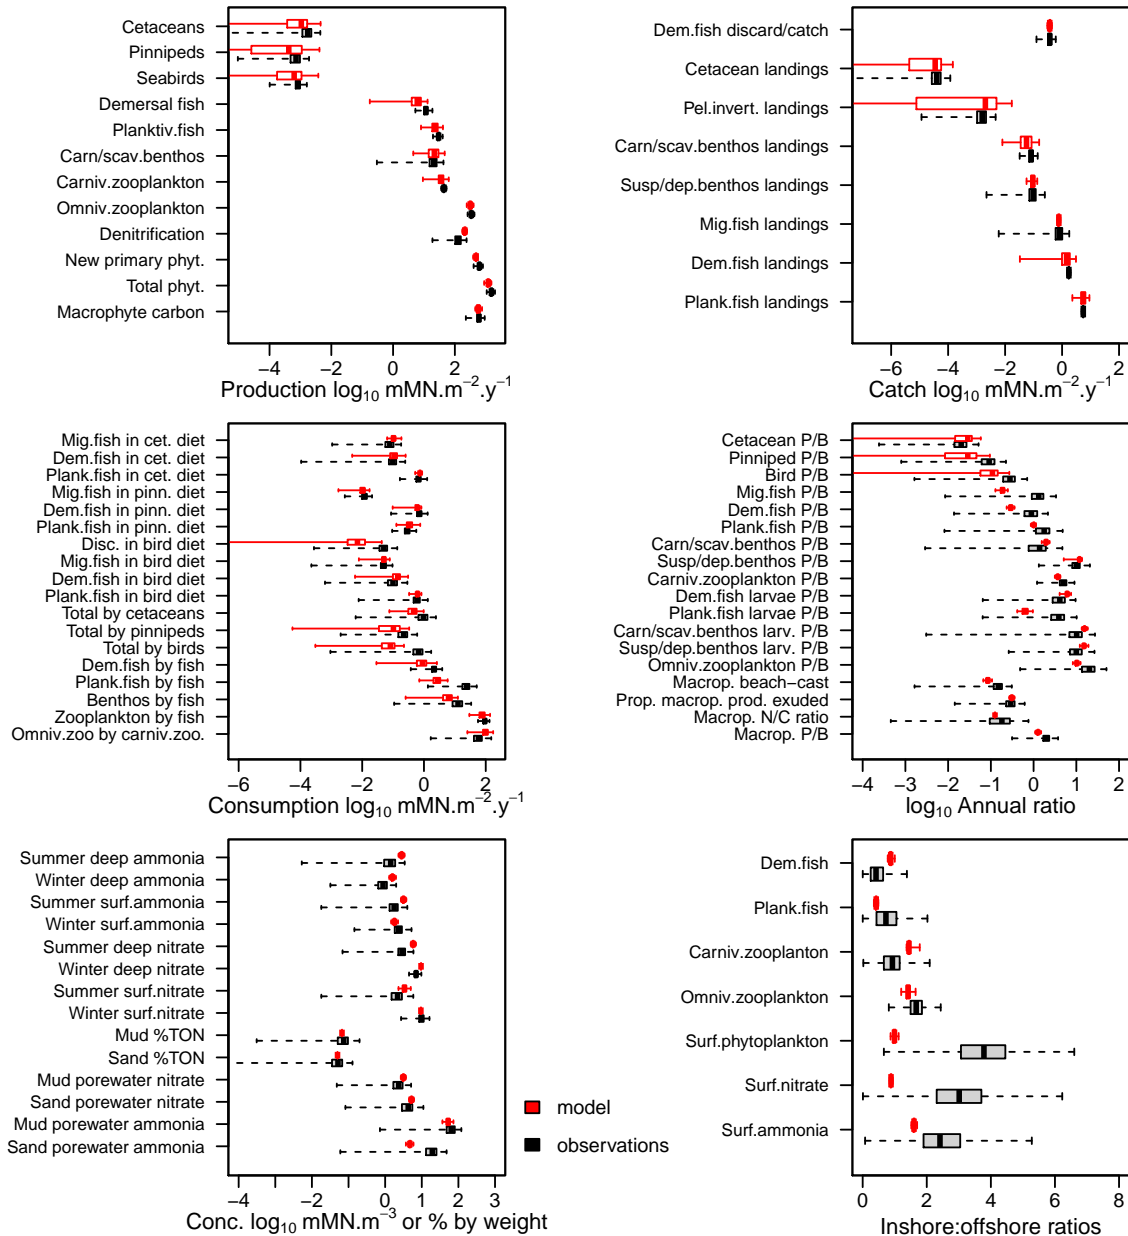 Cetaceans
Pinnipeds
Seabirds
Demersal fish
Planktiv.fish
Carn/scav.benthos
Carniv.zooplankton
Omniv.zooplankton
Denitrification
New primary phyt.
Total phyt.
Macrophyte carbon
−4 −2 0 2
Production log10 mMN.m−2.y−1
Dem.fish discard/catch
Cetacean landings
Pel.invert. landings
Carn/scav.benthos landings
Susp/dep.benthos landings
Mig.fish landings
Dem.fish landings
Plank.fish landings
−6 −4 −2 0 2
Catch log10 mMN.m−2.y−1
Mig.fish in cet. diet
Dem.fish in cet. diet
Plank.fish in cet. diet
Mig.fish in pinn. diet
Dem.fish in pinn. diet
Plank.fish in pinn. diet
Disc. in bird diet
Mig.fish in bird diet
Dem.fish in bird diet
Plank.fish in bird diet
Total by cetaceans
Total by pinnipeds
Total by birds
Dem.fish by fish
Plank.fish by fish
Benthos by fish
Zooplankton by fish
Omniv.zoo by carniv.zoo.
−6 −4 −2 0 2
Consumption log10 mMN.m−2.y−1
Cetacean P/B
Pinniped P/B
Bird P/B
Mig.fish P/B
Dem.fish P/B
Plank.fish P/B
Carn/scav.benthos P/B
Susp/dep.benthos P/B
Carniv.zooplankton P/B
Dem.fish larvae P/B
Plank.fish larvae P/B
Carn/scav.benthos larv. P/B
Susp/dep.benthos larv. P/B
Omniv.zooplankton P/B
Macrop. beach−cast
Prop. macrop. prod. exuded
Macrop. N/C ratio
Macrop. P/B
−4 −3 −2 −1 0 1 2
log10 Annual ratio
Summer deep ammonia
Winter deep ammonia
Summer surf.ammonia
Winter surf.ammonia
Summer deep nitrate
Winter deep nitrate
Summer surf.nitrate
Winter surf.nitrate
Mud %TON
Sand %TON
Mud porewater nitrate
Sand porewater nitrate
Mud porewater ammonia
Sand porewater ammonia
−4 −2 0 1 2 3
Conc. log10 mMN.m−3 or % by weight
model
observations
Dem.fish
Plank.fish
Carniv.zooplanton
Omniv.zooplankton
Surf.phytoplankton
Surf.nitrate
Surf.ammonia
0 2 4 6 8
Inshore:offshore ratios